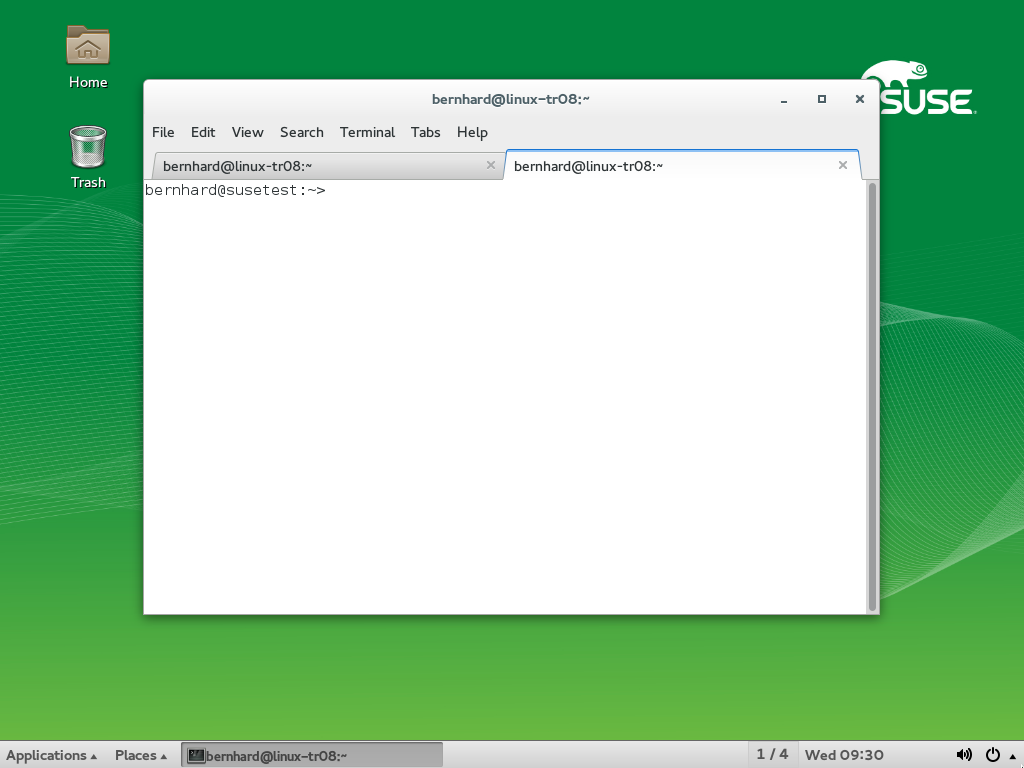 Home
Trash
SUSE
bernhard@linux-tr08:~
File Edit View Search Terminal Tabs Help
bernhard@linux-tr08:~ bernhard@linux-tr08:~
bernhard@susetest:~>
Applications Places bernhard@linux-tr08:~ 1 / 4 Wed 09:30